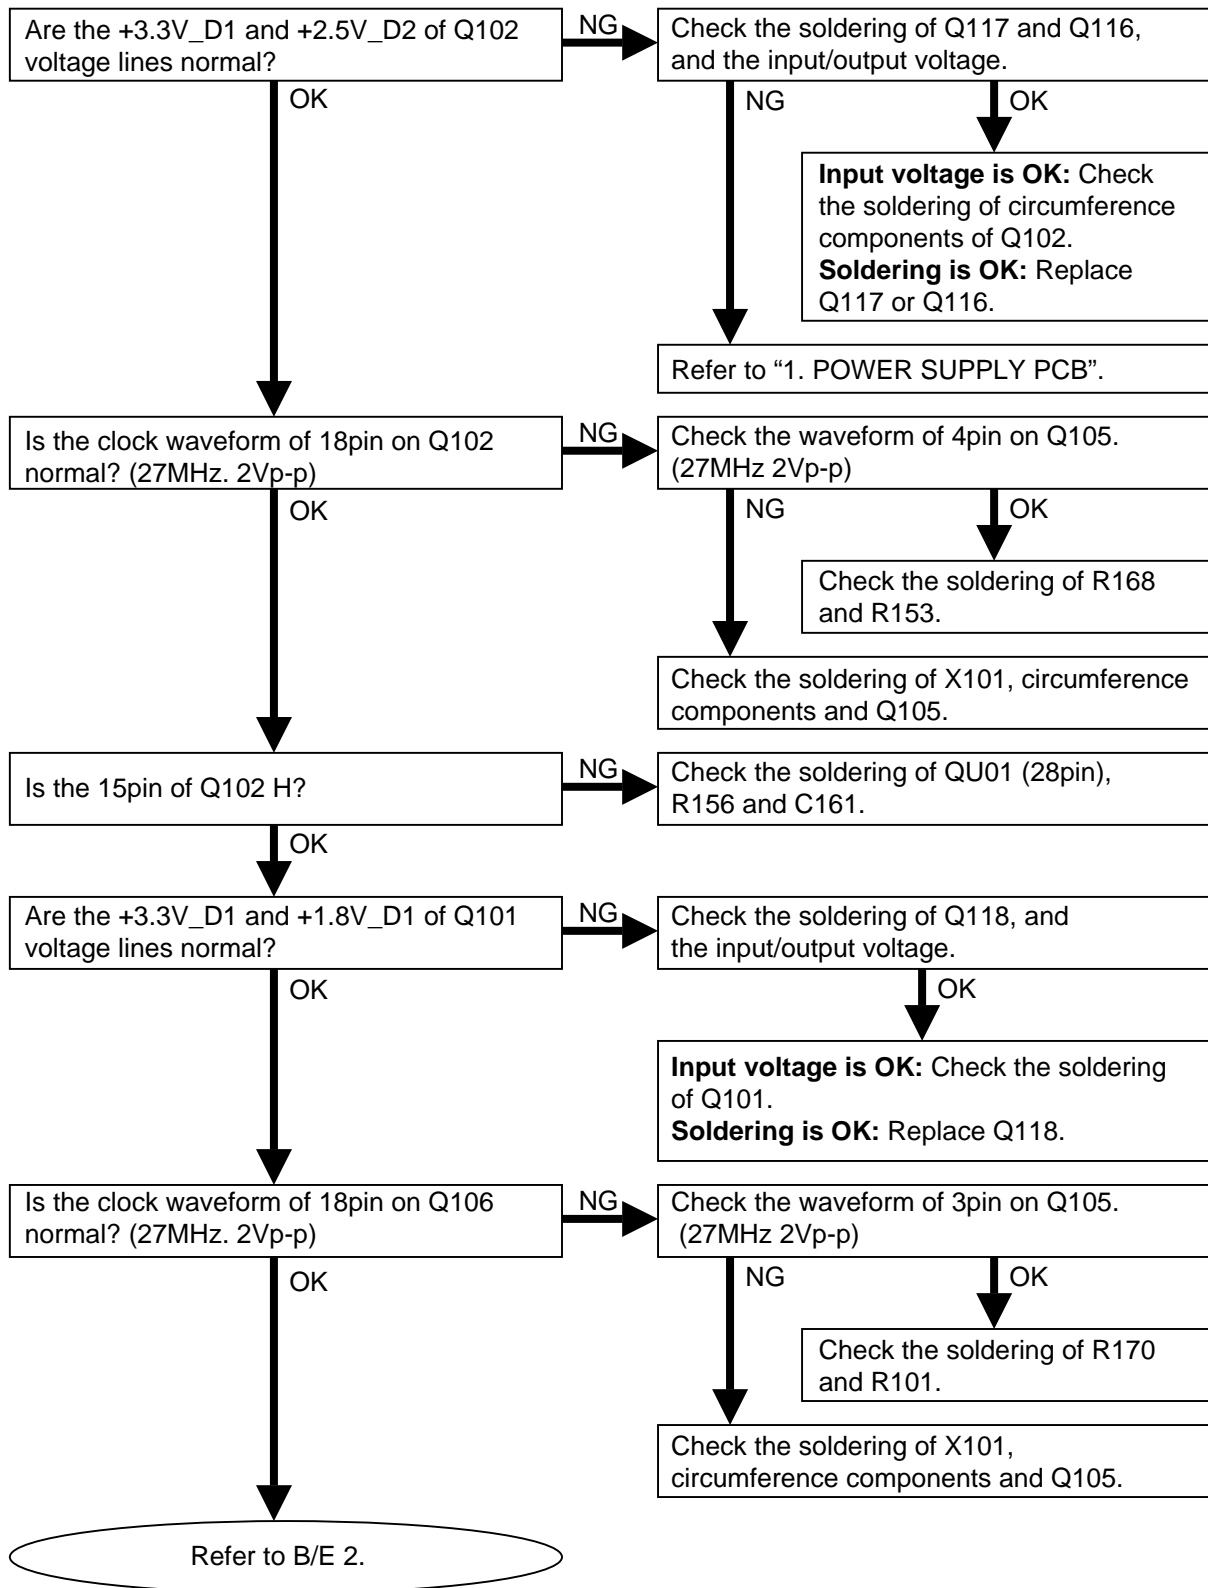 Are the +3.3V_D1 and +2.5V_D2 of Q102
voltage lines normal?
NG
Check the soldering of Q117 and Q116,
and the input/output voltage.
OK
NG
OK
Input voltage is OK: Check
the soldering of circumference
components of Q102.
Soldering is OK: Replace
Q117 or Q116.
Refer to “1. POWER SUPPLY PCB”.
Is the clock waveform of 18pin on Q102
normal? (27MHz. 2Vp-p)
NG
Check the waveform of 4pin on Q105.
(27MHz 2Vp-p)
OK
NG
OK
Check the soldering of R168
and R153.
Check the soldering of X101, circumference
components and Q105.
Is the 15pin of Q102 H?
NG
Check the soldering of QU01 (28pin),
R156 and C161.
OK
Are the +3.3V_D1 and +1.8V_D1 of Q101
voltage lines normal?
NG
Check the soldering of Q118, and
the input/output voltage.
OK
OK
Input voltage is OK: Check the soldering
of Q101.
Soldering is OK: Replace Q118.
Is the clock waveform of 18pin on Q106
normal? (27MHz. 2Vp-p)
NG
Check the waveform of 3pin on Q105.
(27MHz 2Vp-p)
OK
NG
OK
Check the soldering of R170
and R101.
Check the soldering of X101,
circumference components and Q105.
Refer to B/E 2.